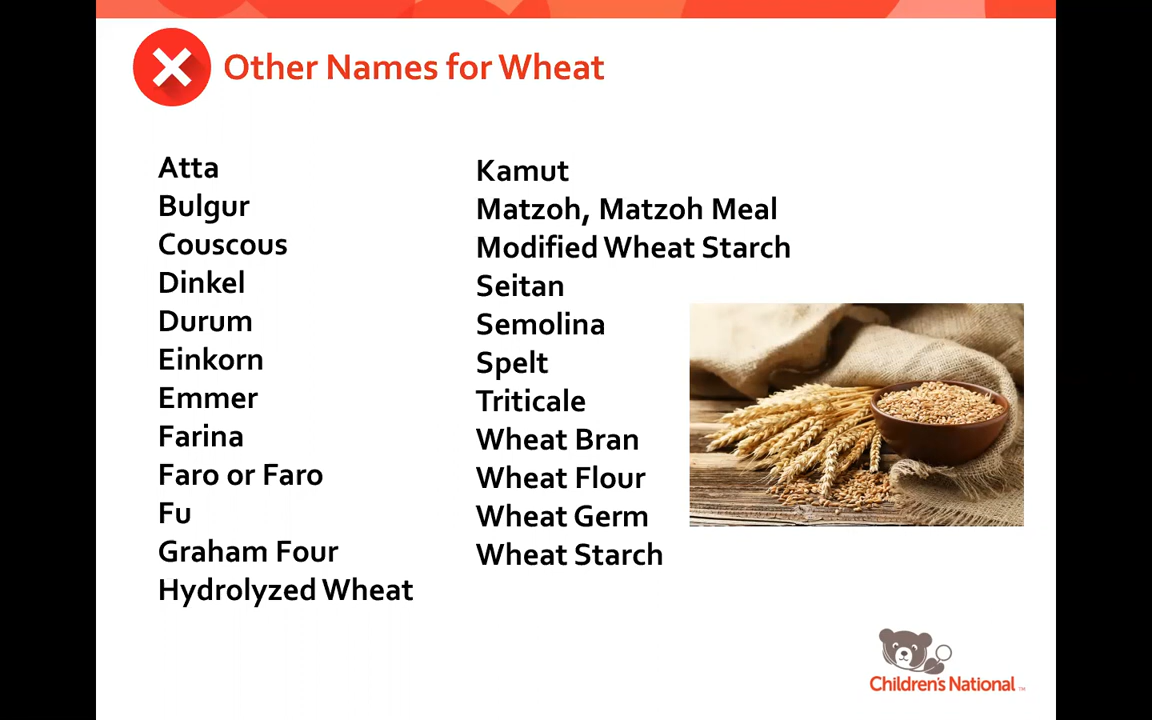 Other Names for Wheat
Atta
Bulgur
Couscous
Dinkel
Durum
Einkorn
Emmer
Farina
Faro or Faro
Fu
Graham Four
Hydrolyzed Wheat
Kamut
Matzoh, Matzoh Meal
Modified Wheat Starch
Seitan
Semolina
Spelt
Triticale
Wheat Bran
Wheat Flour
Wheat Germ
Wheat Starch
Children's National ™